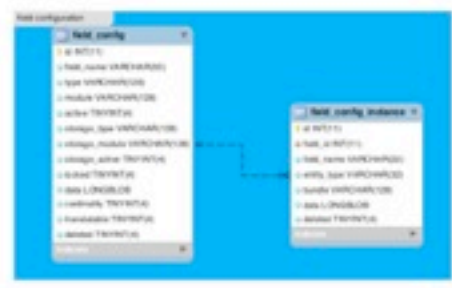 field configuration
field_config
id INT(11)
field_name VARCHAR(32)
type VARCHAR(128)
module VARCHAR(128)
active TINYINT(4)
storage_type VARCHAR(128)
storage_module VARCHAR(128)
storage_active TINYINT(4)
locked TINYINT(4)
data LONGBLOB
cardinality TINYINT(4)
translatable TINYINT(4)
deleted TINYINT(4)
Indexes
field_config_instance
id INT(11)
field_id INT(11)
field_name VARCHAR(32)
entity_type VARCHAR(32)
bundle VARCHAR(128)
data LONGBLOB
deleted TINYINT(4)
Indexes